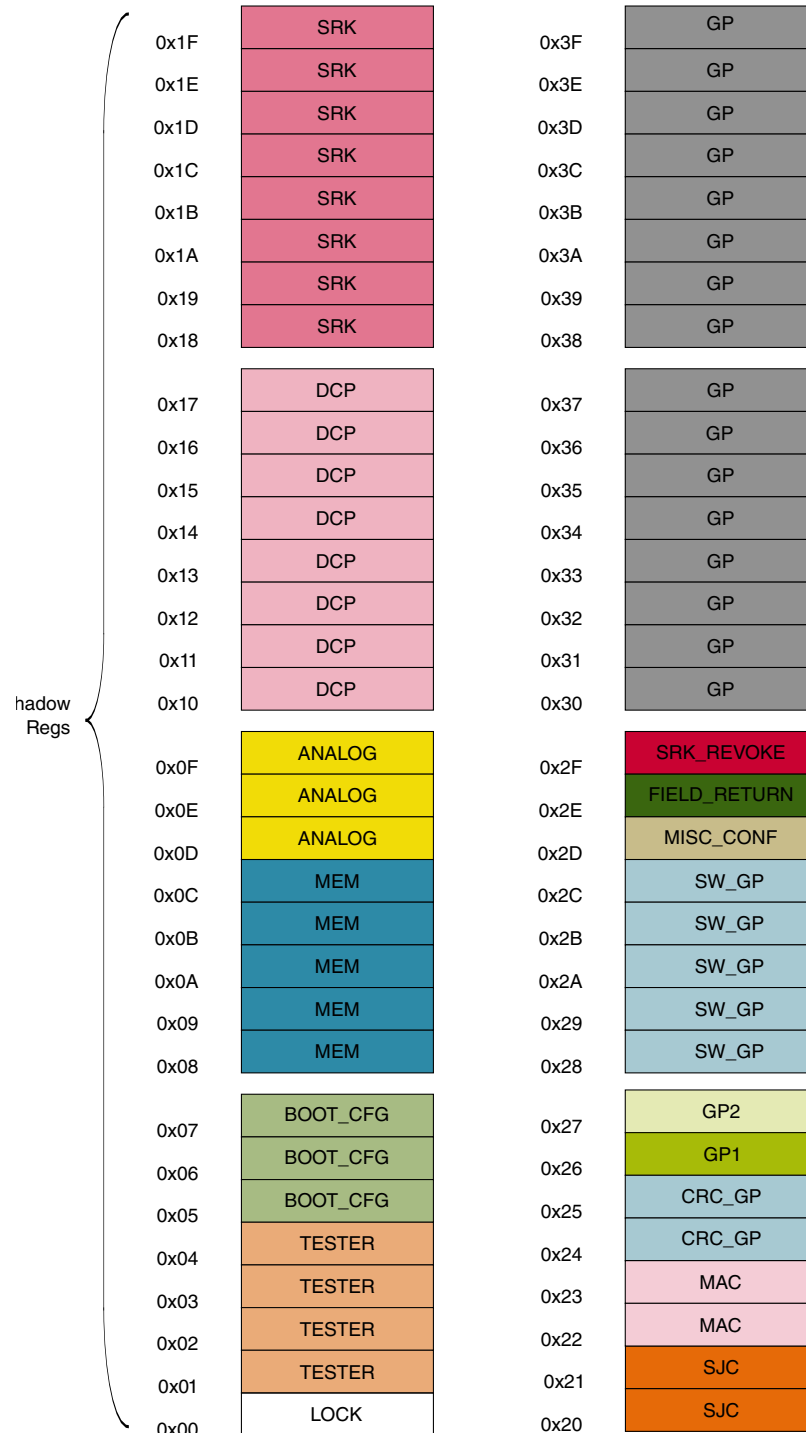 SRK GP
0x1F 0x3F
SRK GP
0x1E 0x3E
SRK GP
0x1D 0x3D
SRK GP
0x1C 0x3C
SRK GP
0x1B 0x3B
SRK GP
0x1A 0x3A
SRK GP
0x19 0x39
SRK GP
0x18 0x38
DCP GP
0x17 0x37
DCP GP
0x16 0x36
DCP GP
0x15 0x35
DCP GP
0x14 0x34
DCP GP
0x13 0x33
DCP GP
0x12 0x32
DCP GP
0x11 0x31
DCP GP
0x10 0x30
hadow
Regs
ANALOG SRK_REVOKE
0x0F 0x2F
ANALOG FIELD_RETURN
0x0E 0x2E
ANALOG MISC_CONF
0x0D 0x2D
MEM SW_GP
0x0C 0x2C
MEM SW_GP
0x0B 0x2B
MEM SW_GP
0x0A 0x2A
MEM SW_GP
0x09 0x29
MEM SW_GP
0x08 0x28
BOOT_CFG GP2
0x07 0x27
BOOT_CFG GP1
0x06 0x26
BOOT_CFG CRC_GP
0x05 0x25
TESTER CRC_GP
0x04 0x24
TESTER MAC
0x03 0x23
TESTER MAC
0x02 0x22
TESTER SJC
0x01 0x21
LOCK SJC
0x00 0x20